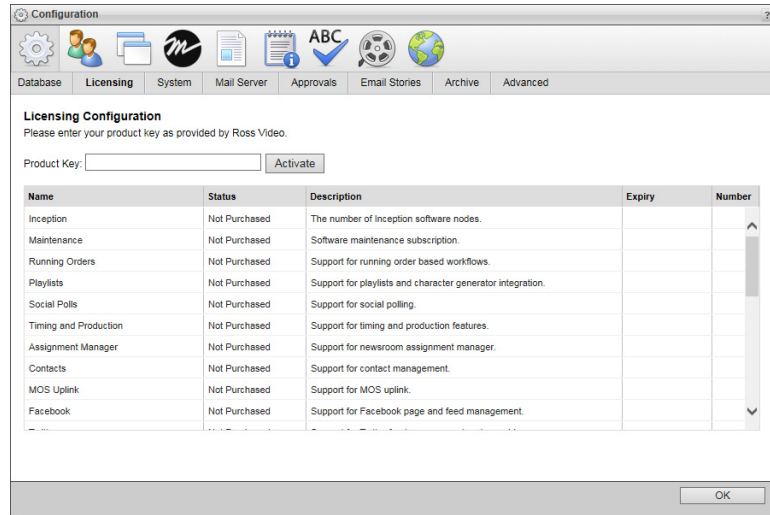 Configuration
?
ABC
Database Licensing System Mail Server Approvals Email Stories Archive Advanced
Licensing Configuration
Please enter your product key as provided by Ross Video.
Product Key: Activate
Name Status Description Expiry Number
Inception Not Purchased The number of Inception software nodes.
Maintenance Not Purchased Software maintenance subscription.
Running Orders Not Purchased Support for running order based workflows.
Playlists Not Purchased Support for playlists and character generator integration.
Social Polls Not Purchased Support for social polling.
Timing and Production Not Purchased Support for timing and production features.
Assignment Manager Not Purchased Support for newsroom assignment manager.
Contacts Not Purchased Support for contact management.
MOS Uplink Not Purchased Support for MOS uplink.
Facebook Not Purchased Support for Facebook page and feed management.
OK